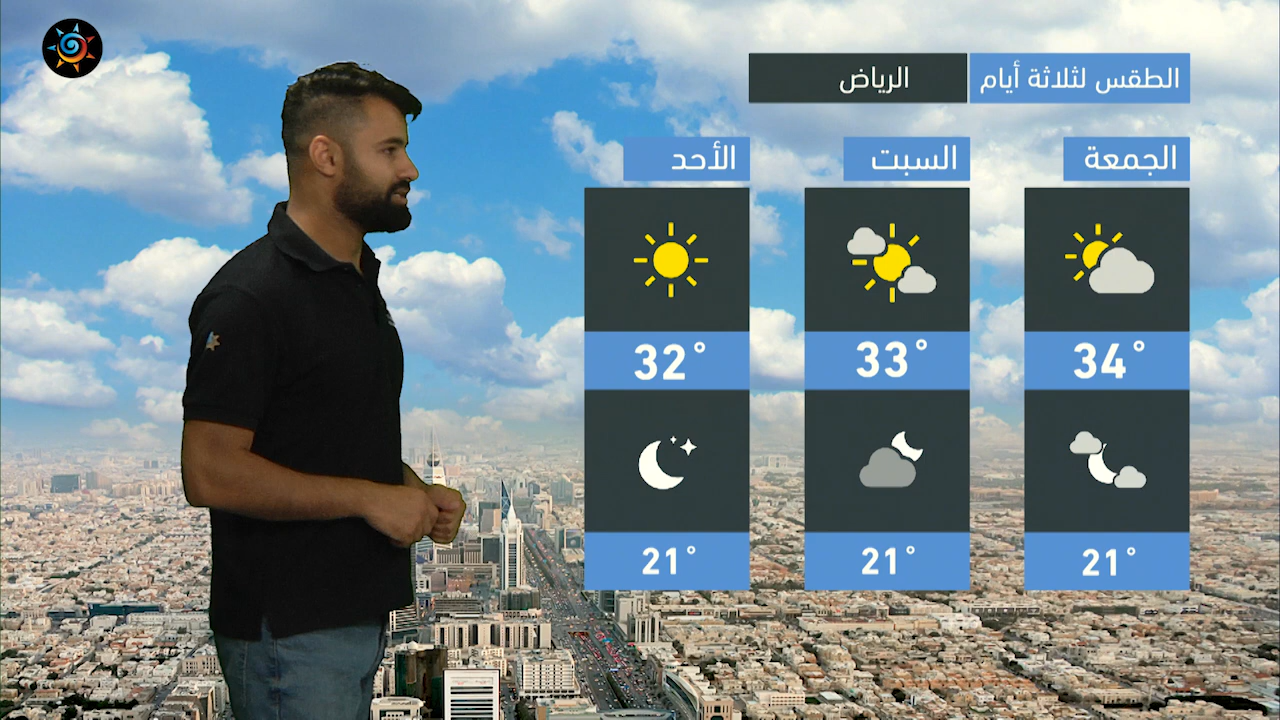 الطقس لثلاثة أيام
الرياض
الجمعة
السبت
الأحد
34°
33°
32°
21°
21°
21°